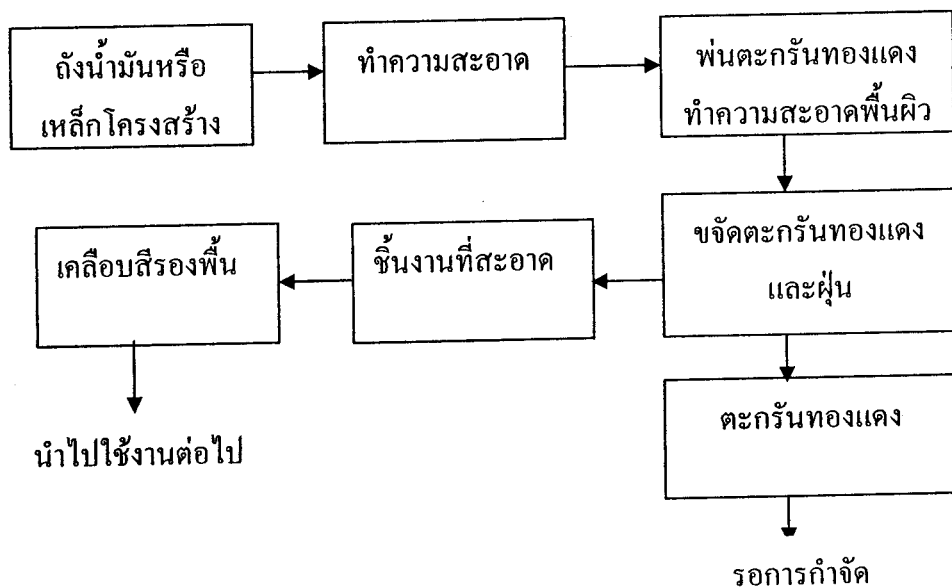 ถังน้ำมันหรือ
เหล็กโครงสร้าง
ทำความสะอาด
พ่นตะกรันทองแดง
ทำความสะอาดพื้นผิว
ขจัดตะกรันทองแดง
และฝุ่น
ชิ้นงานที่สะอาด
เคลือบสีรองพื้น
นำไปใช้งานต่อไป
ตะกรันทองแดง
รอการกำจัด